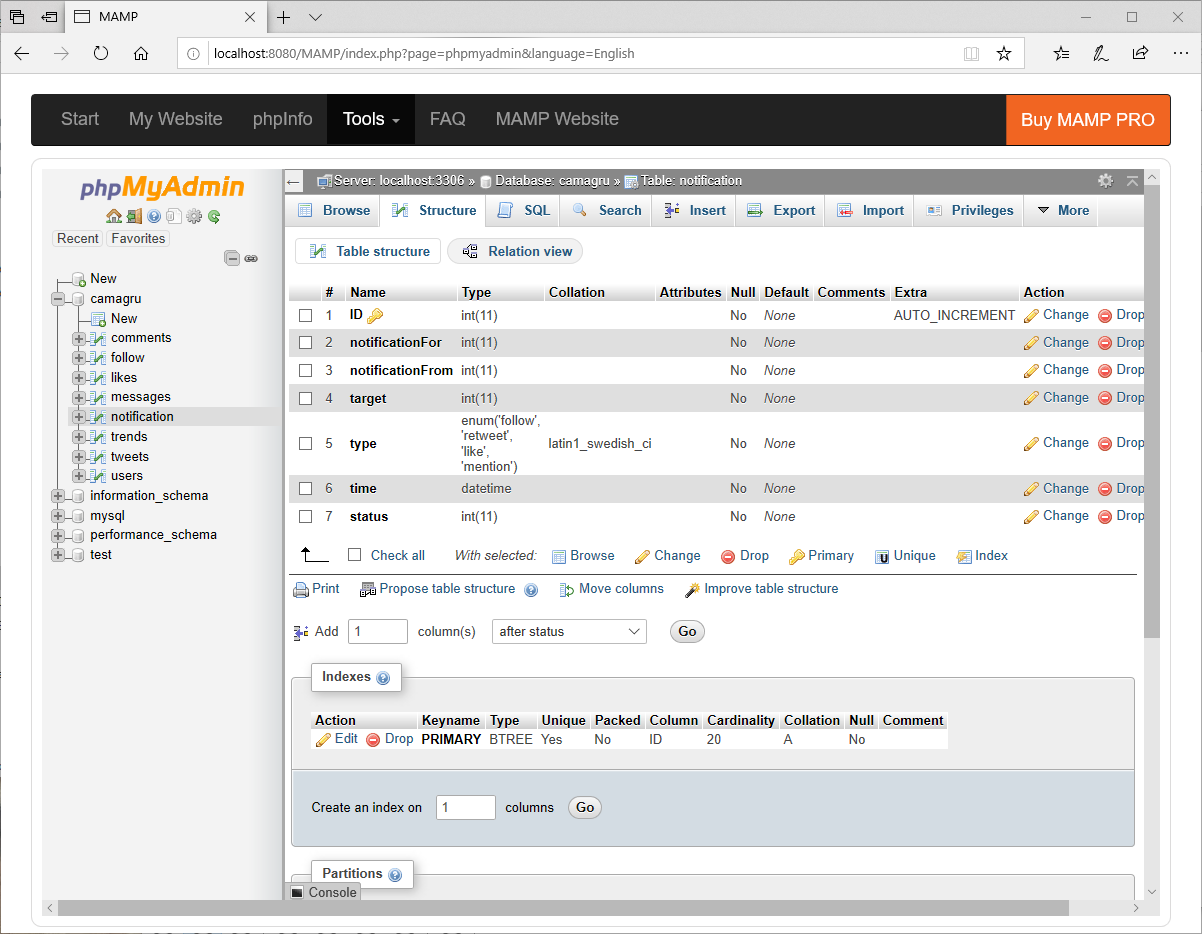 MAMP
localhost:8080/MAMP/index.php?page=phpmyadmin&language=English
Start My Website phpInfo Tools FAQ MAMP Website Buy MAMP PRO
phpMyAdmin
Recent Favorites
New
camagru
New
comments
follow
likes
messages
notification
trends
tweets
users
information_schema
mysql
performance_schema
test
Server: localhost:3306 » Database: camagru » Table: notification
Browse Structure SQL Search Insert Export Import Privileges More
Table structure Relation view
# Name Type Collation Attributes Null Default Comments Extra Action
1 ID int(11) No None AUTO_INCREMENT Change Drop
2 notificationFor int(11) No None Change Drop
3 notificationFrom int(11) No None Change Drop
4 target int(11) No None Change Drop
5 type enum('follow', 'retweet', 'like', 'mention') latin1_swedish_ci No None Change Drop
6 time datetime No None Change Drop
7 status int(11) No None Change Drop
Check all With selected: Browse Change Drop Primary Unique Index
Print Propose table structure Move columns Improve table structure
Add 1 column(s) after status Go
Indexes
Action Keyname Type Unique Packed Column Cardinality Collation Null Comment
Edit Drop PRIMARY BTREE Yes No ID 20 A No
Create an index on 1 columns Go
Partitions
Console